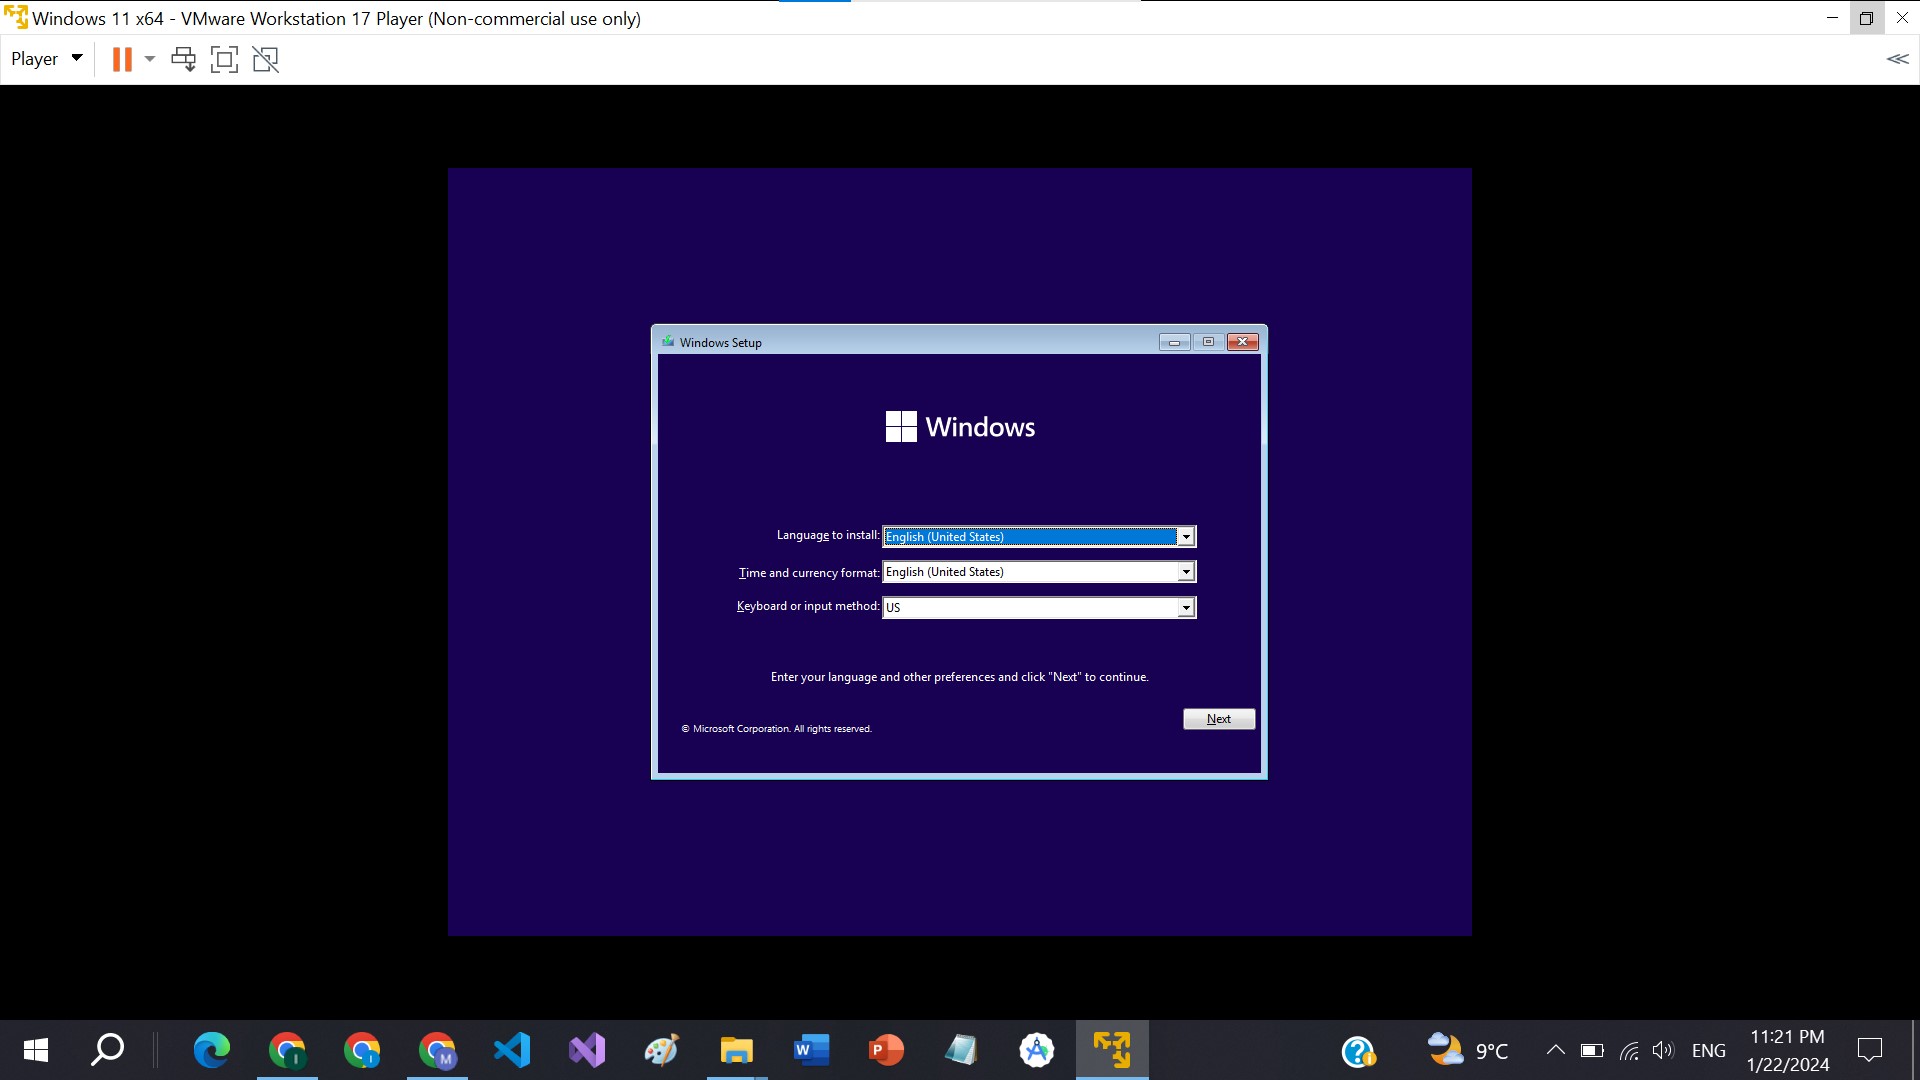 Windows 11 x64 - VMware Workstation 17 Player (Non-commercial use only)
Player
Windows Setup
Windows
Language to install: English (United States)
Time and currency format: English (United States)
Keyboard or input method: US
Enter your language and other preferences and click "Next" to continue.
Next
© Microsoft Corporation. All rights reserved.
I
I
M
W
P
9°C
ENG
11:21 PM
1/22/2024